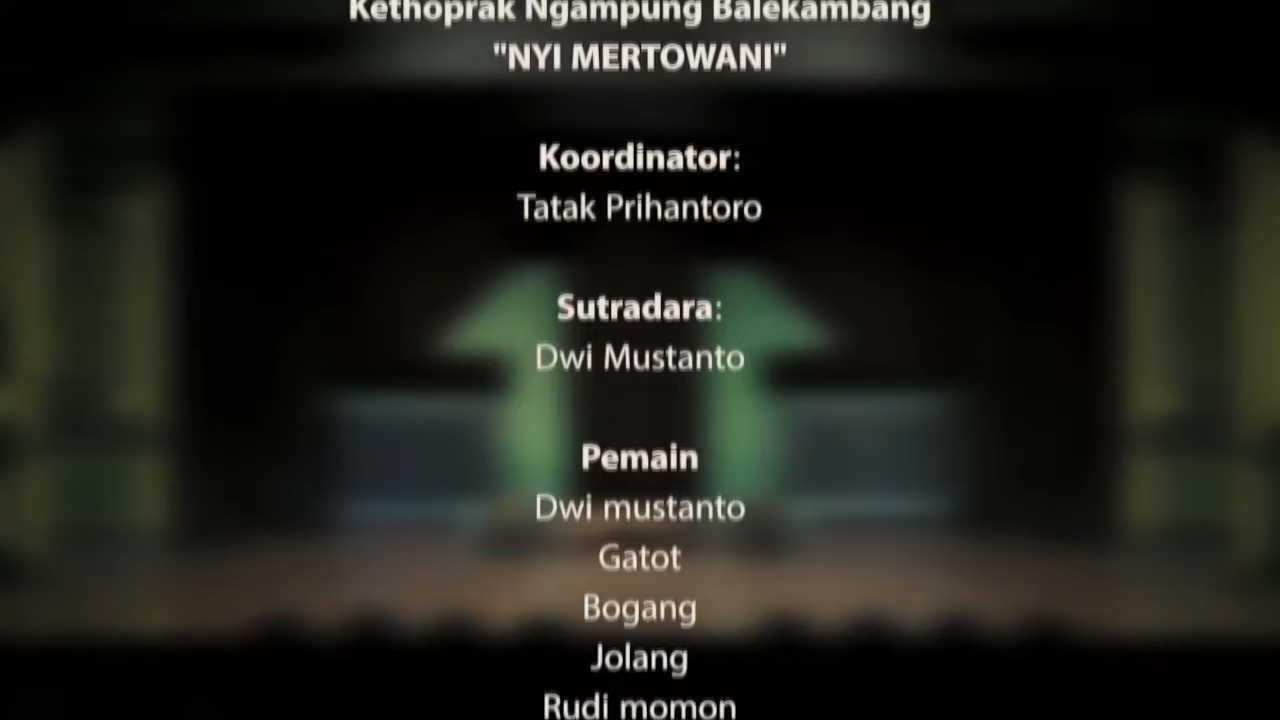 Kethoprak Ngampung Balekambang
"NYI MERTOWANI"
Koordinator:
Tatak Prihantoro
Sutradara:
Dwi Mustanto
Pemain
Dwi mustanto
Gatot
Bogang
Jolang
Rudi momon